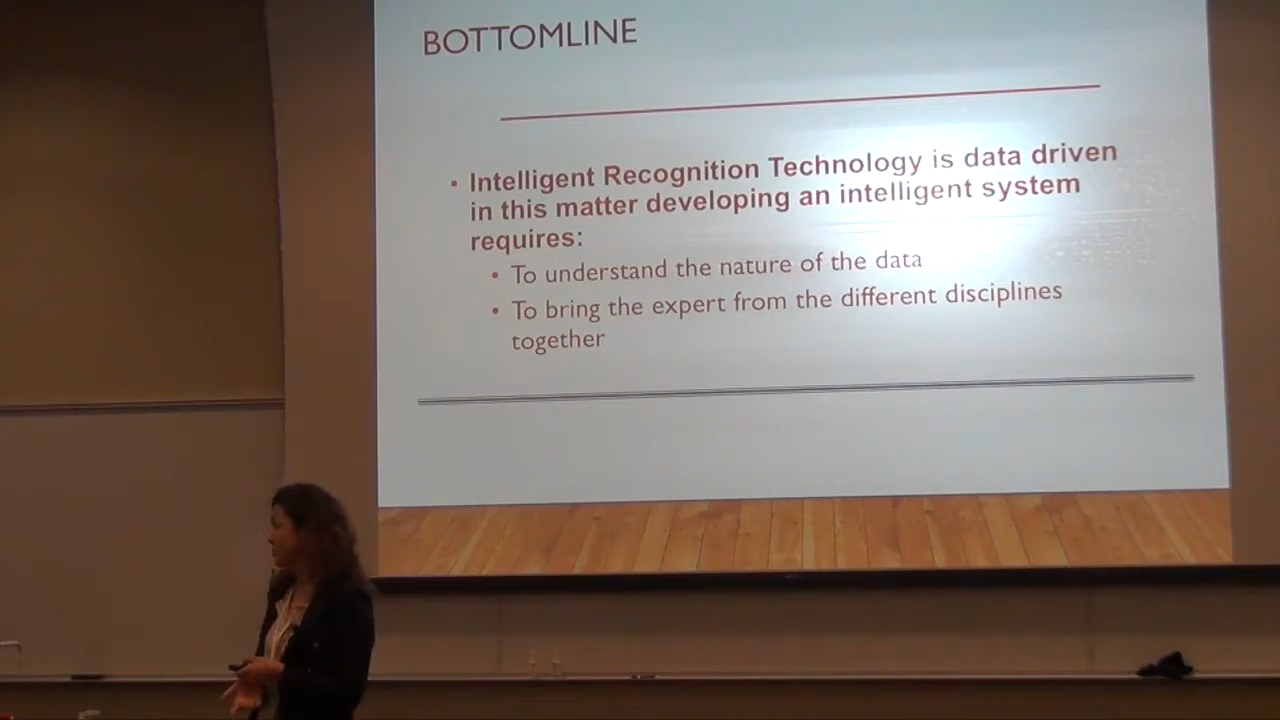 BOTTOMLINE
• Intelligent Recognition Technology is data driven
in this matter developing an intelligent system
requires:
• To understand the nature of the data
• To bring the expert from the different disciplines
together